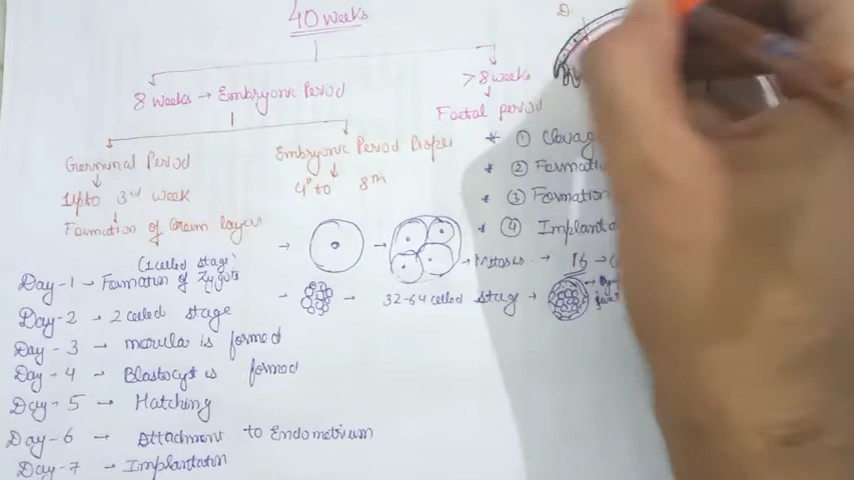 40 weeks
8 weeks → Embryonic Period
>8 weeks
Foetal period
Germinal Period
Upto 3rd week
Formation of Germ layers
Embryonic Period Proper
4th to 8th
* ① Clevag
* ② Formatio
* ③ Formation
* ④ Implanta
(1 celled stage)
Day-1 → Formation of Zygote
→ Mitosis → 16 →
Day-2 → 2 celled stage
32-64 celled stage →
Day-3 → morula is formed
Day-4 → Blastocyst is formed
Day-5 → Hatching
Day-6 → Attachment to Endometrium
Day-7 → Implantation